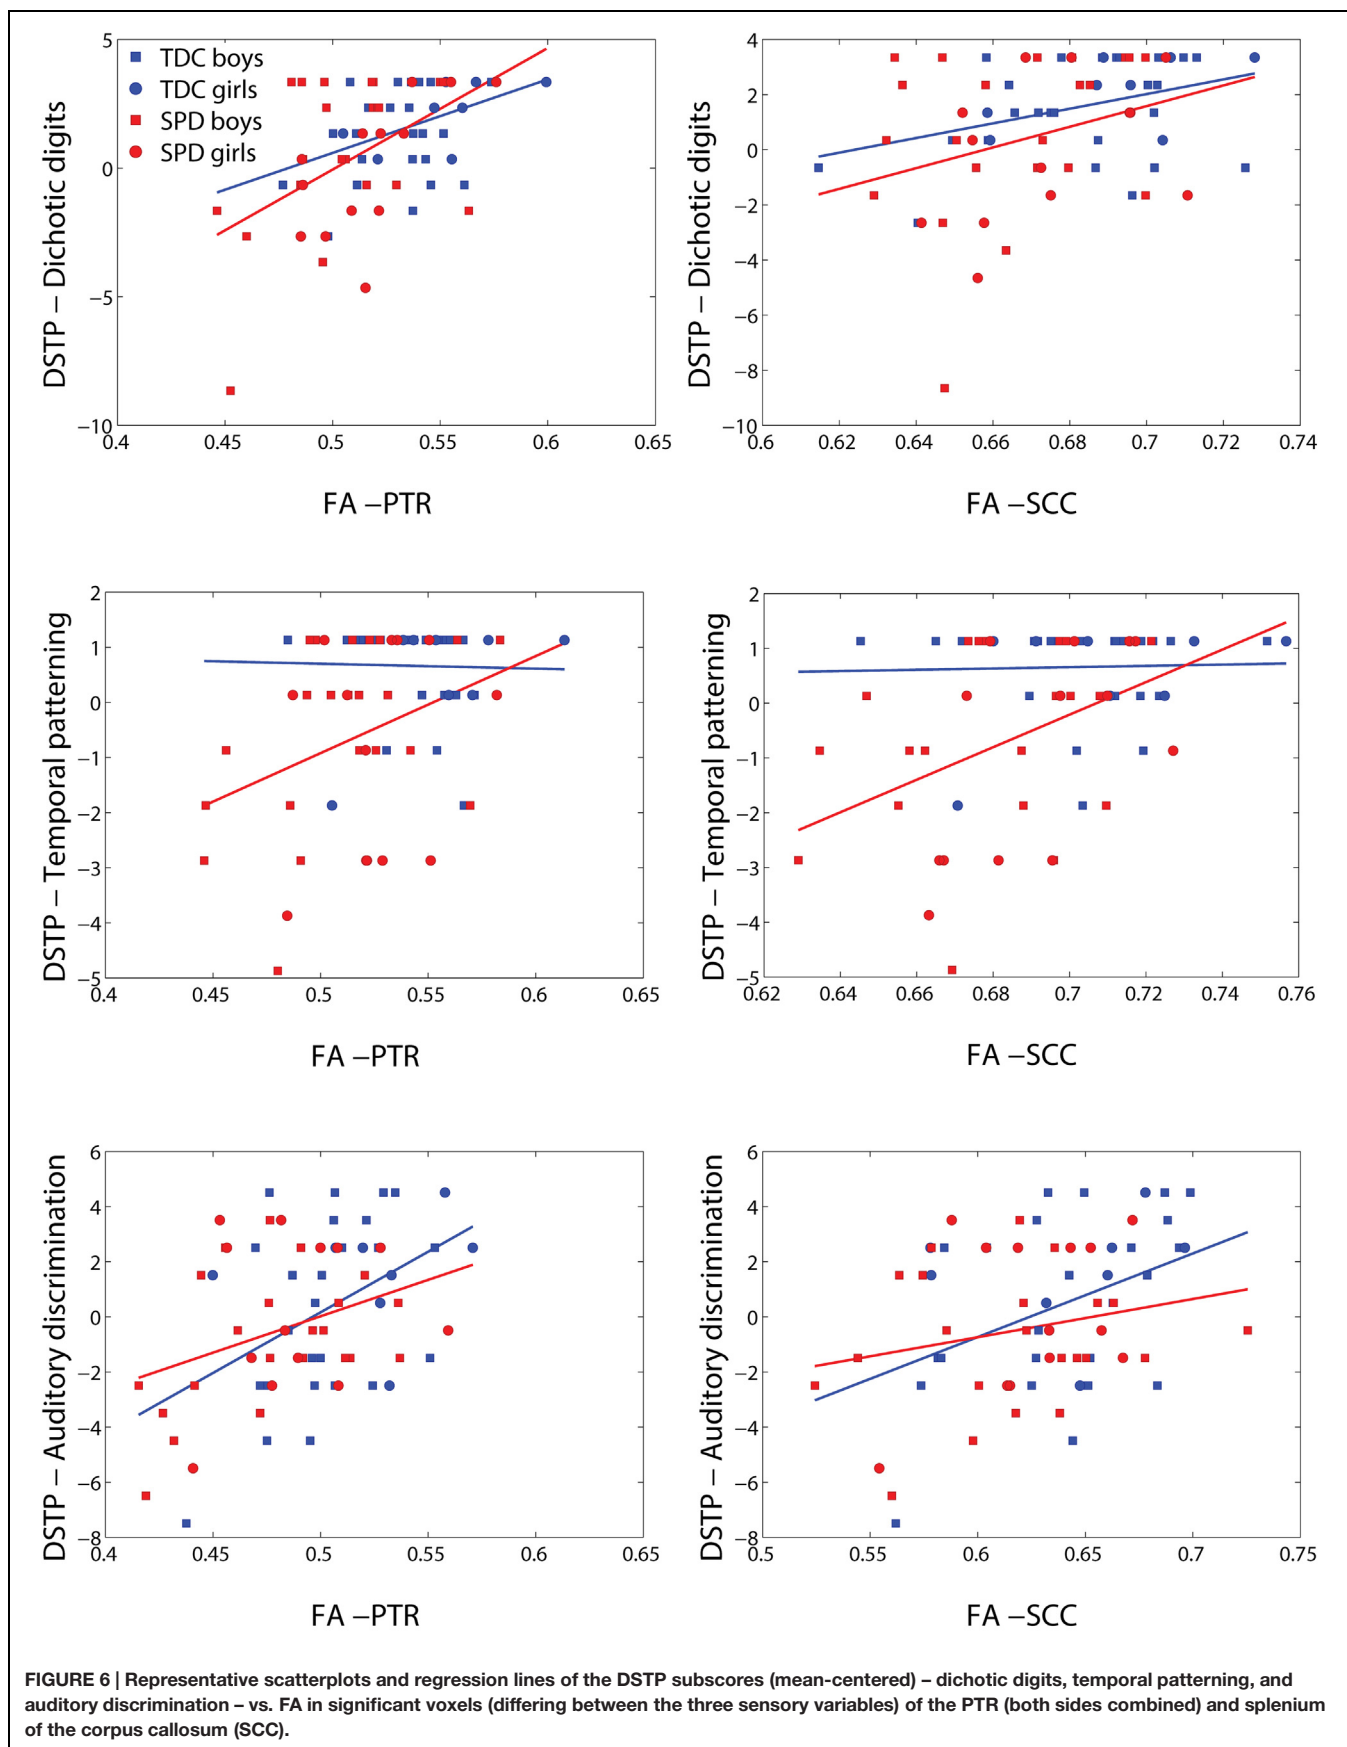 5
0
−5
−10
0.4 0.45 0.5 0.55 0.6 0.65
DSTP − Dichotic digits
FA −PTR
TDC boys
TDC girls
SPD boys
SPD girls
4
2
0
−2
−4
−6
−8
−10
0.6 0.62 0.64 0.66 0.68 0.7 0.72 0.74
DSTP − Dichotic digits
FA −SCC
2
1
0
−1
−2
−3
−4
−5
0.4 0.45 0.5 0.55 0.6 0.65
DSTP − Temporal patterning
FA −PTR
2
1
0
−1
−2
−3
−4
−5
0.62 0.64 0.66 0.68 0.7 0.72 0.74 0.76
DSTP − Temporal patterning
FA −SCC
6
4
2
0
−2
−4
−6
−8
0.4 0.45 0.5 0.55 0.6 0.65
DSTP − Auditory discrimination
FA −PTR
6
4
2
0
−2
−4
−6
−8
0.5 0.55 0.6 0.65 0.7 0.75
DSTP − Auditory discrimination
FA −SCC
FIGURE 6 | Representative scatterplots and regression lines of the DSTP subscores (mean-centered) – dichotic digits, temporal patterning, and
auditory discrimination – vs. FA in significant voxels (differing between the three sensory variables) of the PTR (both sides combined) and splenium
of the corpus callosum (SCC).